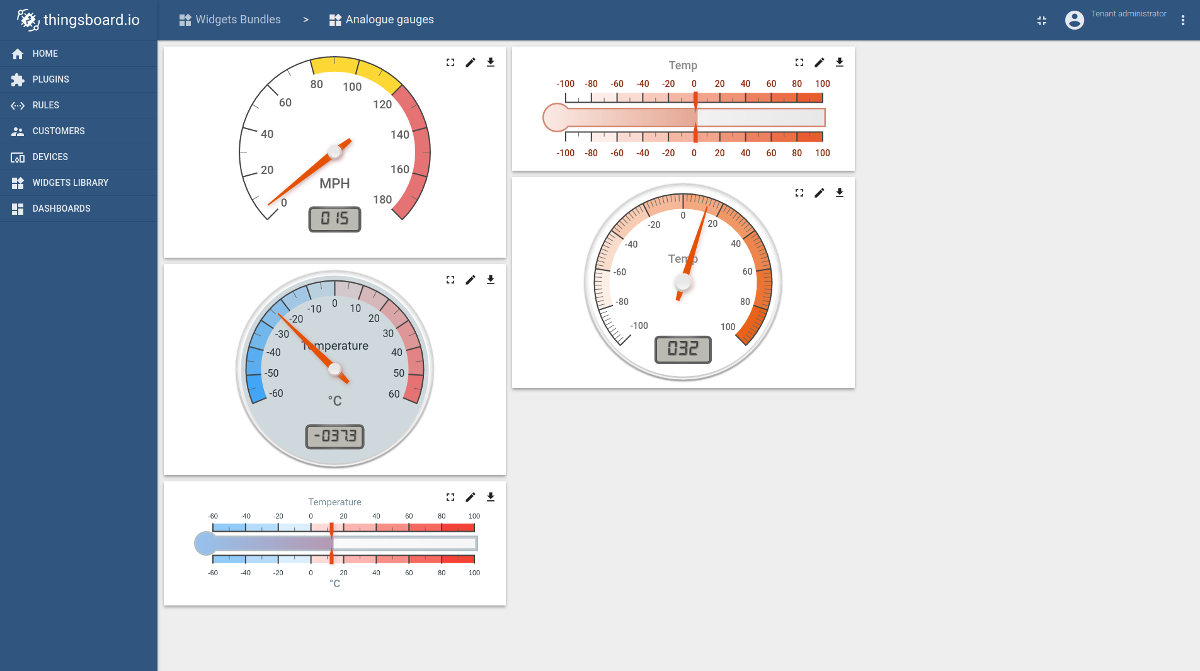 thingsboard.io
Widgets Bundles > Analogue gauges
Tenant administrator
HOME
PLUGINS
RULES
CUSTOMERS
DEVICES
WIDGETS LIBRARY
DASHBOARDS
0 20 40 60 80 100 120 140 160 180
MPH
015
-60 -50 -40 -30 -20 -10 0 10 20 30 40 50 60
Temperature
°C
-037.3
Temperature
-60 -40 -20 0 20 40 60 80 100
-60 -40 -20 0 20 40 60 80 100
°C
Temp
-100 -80 -60 -40 -20 0 20 40 60 80 100
-100 -80 -60 -40 -20 0 20 40 60 80 100
-100 -80 -60 -40 -20 0 20 40 60 80 100
Temp
032